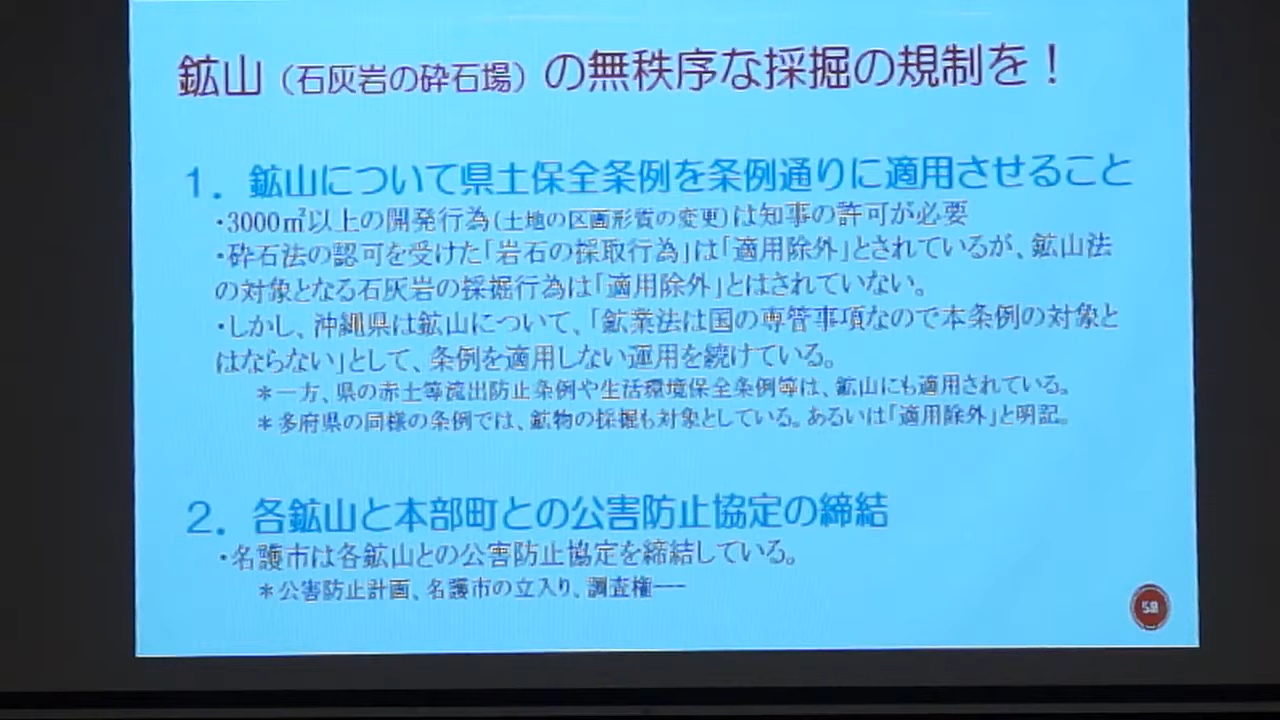 鉱山（石灰岩の砕石場）の無秩序な採掘の規制を！
１．鉱山について県土保全条例を条例通りに適用させること
・3000㎡以上の開発行為(土地の区画形質の変更)は知事の許可が必要
・砕石法の認可を受けた「岩石の採取行為」は「適用除外」とされているが、鉱山法
の対象となる石灰岩の採掘行為は「適用除外」とはされていない。
・しかし、沖縄県は鉱山について、「鉱業法は国の専管事項なので本条例の対象と
はならない」として、条例を適用しない運用を続けている。
＊一方、県の赤土等流出防止条例や生活環境保全条例等は、鉱山にも適用されている。
＊多府県の同様の条例では、鉱物の採掘も対象としている。あるいは「適用除外」と明記。
２．各鉱山と本部町との公害防止協定の締結
・名護市は各鉱山との公害防止協定を締結している。
＊公害防止計画、名護市の立入り、調査権――
58